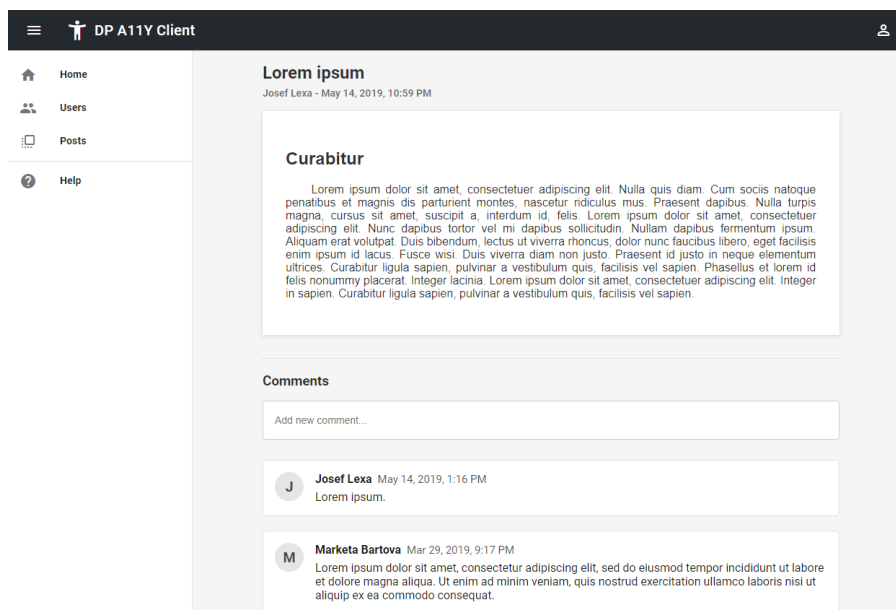 DP A11Y Client
Home
Users
Posts
Help
Lorem ipsum
Josef Lexa - May 14, 2019, 10:59 PM
Curabitur
Lorem ipsum dolor sit amet, consectetuer adipiscing elit. Nulla quis diam. Cum sociis natoque
penatibus et magnis dis parturient montes, nascetur ridiculus mus. Praesent dapibus. Nulla turpis
magna, cursus sit amet, suscipit a, interdum id, felis. Lorem ipsum dolor sit amet, consectetuer
adipiscing elit. Nunc dapibus tortor vel mi dapibus sollicitudin. Nullam dapibus fermentum ipsum.
Aliquam erat volutpat. Duis bibendum, lectus ut viverra rhoncus, dolor nunc faucibus libero, eget facilisis
enim ipsum id lacus. Fusce wisi. Duis viverra diam non justo. Praesent id justo in neque elementum
ultrices. Curabitur ligula sapien, pulvinar a vestibulum quis, facilisis vel sapien. Phasellus et lorem id
felis nonummy placerat. Integer lacinia. Lorem ipsum dolor sit amet, consectetuer adipiscing elit. Integer
in sapien. Curabitur ligula sapien, pulvinar a vestibulum quis, facilisis vel sapien.
Comments
Add new comment...
J
Josef Lexa May 14, 2019, 1:16 PM
Lorem ipsum.
M
Marketa Bartova Mar 29, 2019, 9:17 PM
Lorem ipsum dolor sit amet, consectetur adipiscing elit, sed do eiusmod tempor incididunt ut labore
et dolore magna aliqua. Ut enim ad minim veniam, quis nostrud exercitation ullamco laboris nisi ut
aliquip ex ea commodo consequat.